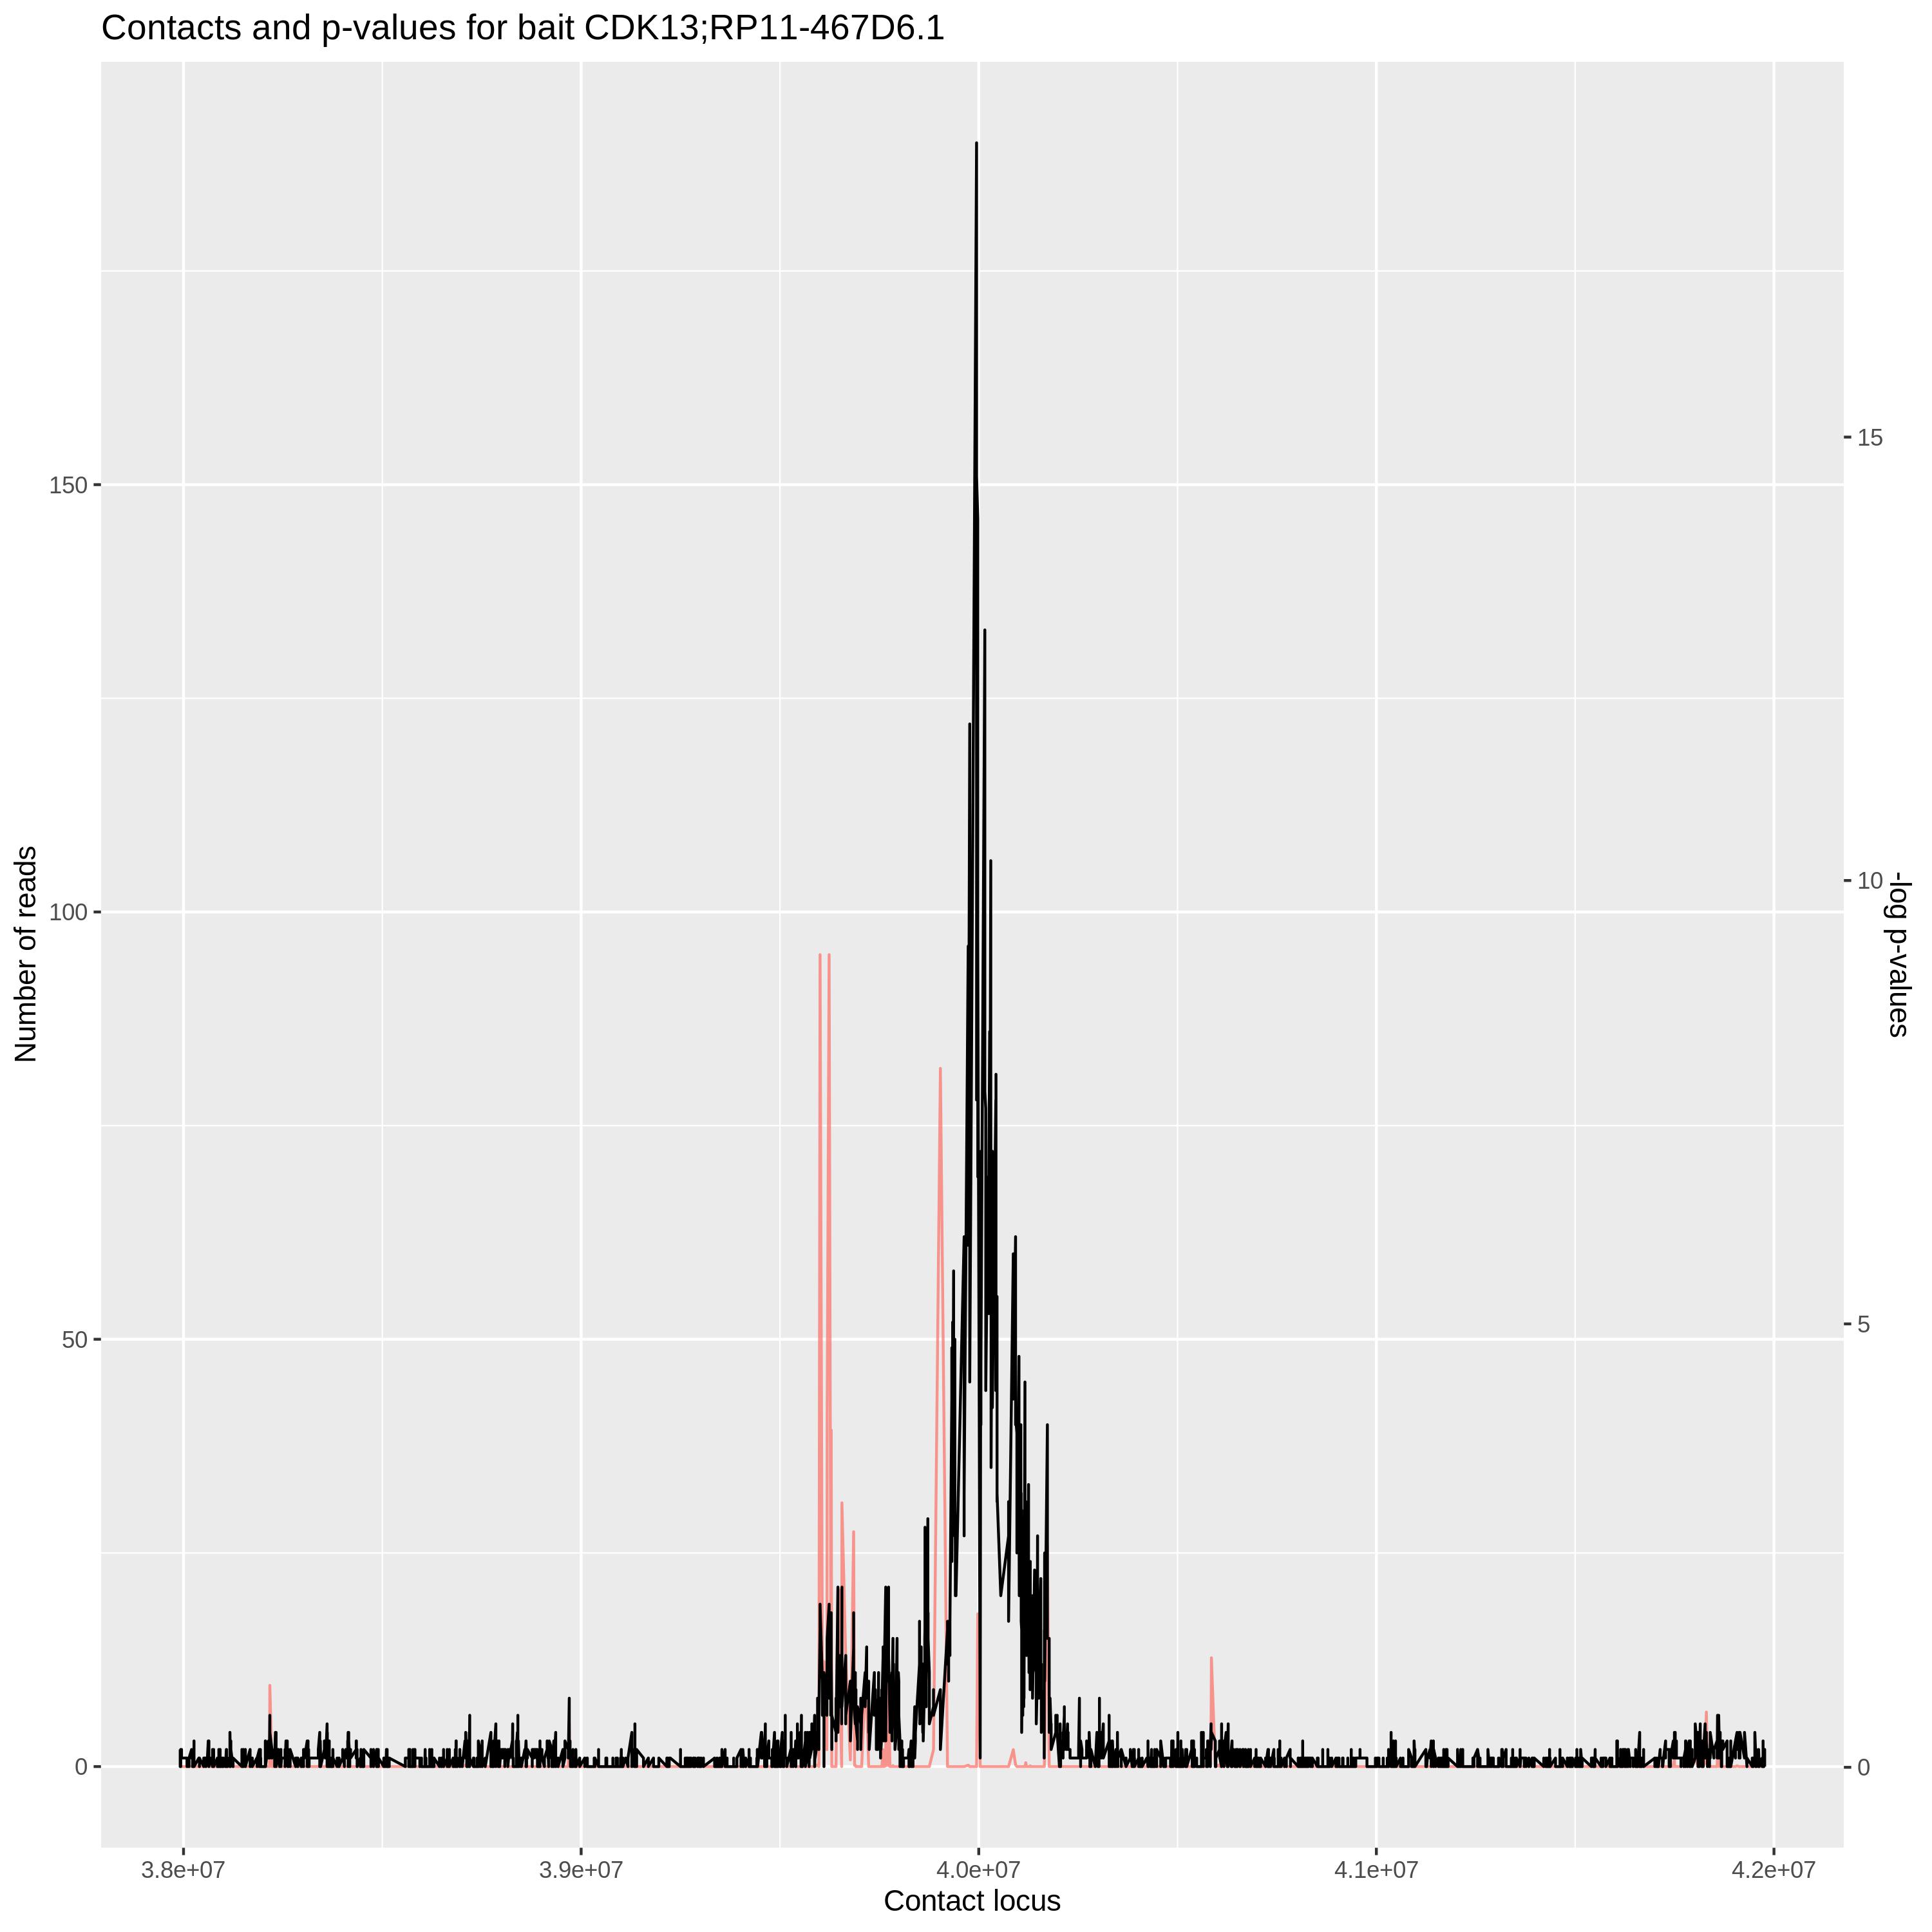 Contacts and p-values for bait CDK13;RP11-467D6.1
Number of reads
150
100
50
0
15
10
5
0
-log p-values
3.8e+07 3.9e+07 4.0e+07 4.1e+07 4.2e+07
Contact locus